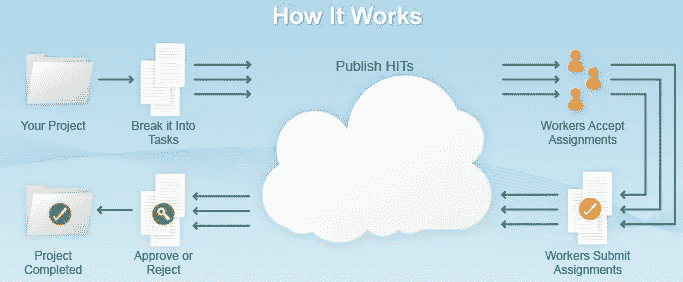 How It Works
Publish HITs
Your Project
Break it Into
Tasks
Workers Accept
Assignments
Project
Completed
Approve or
Reject
Workers Submit
Assignments